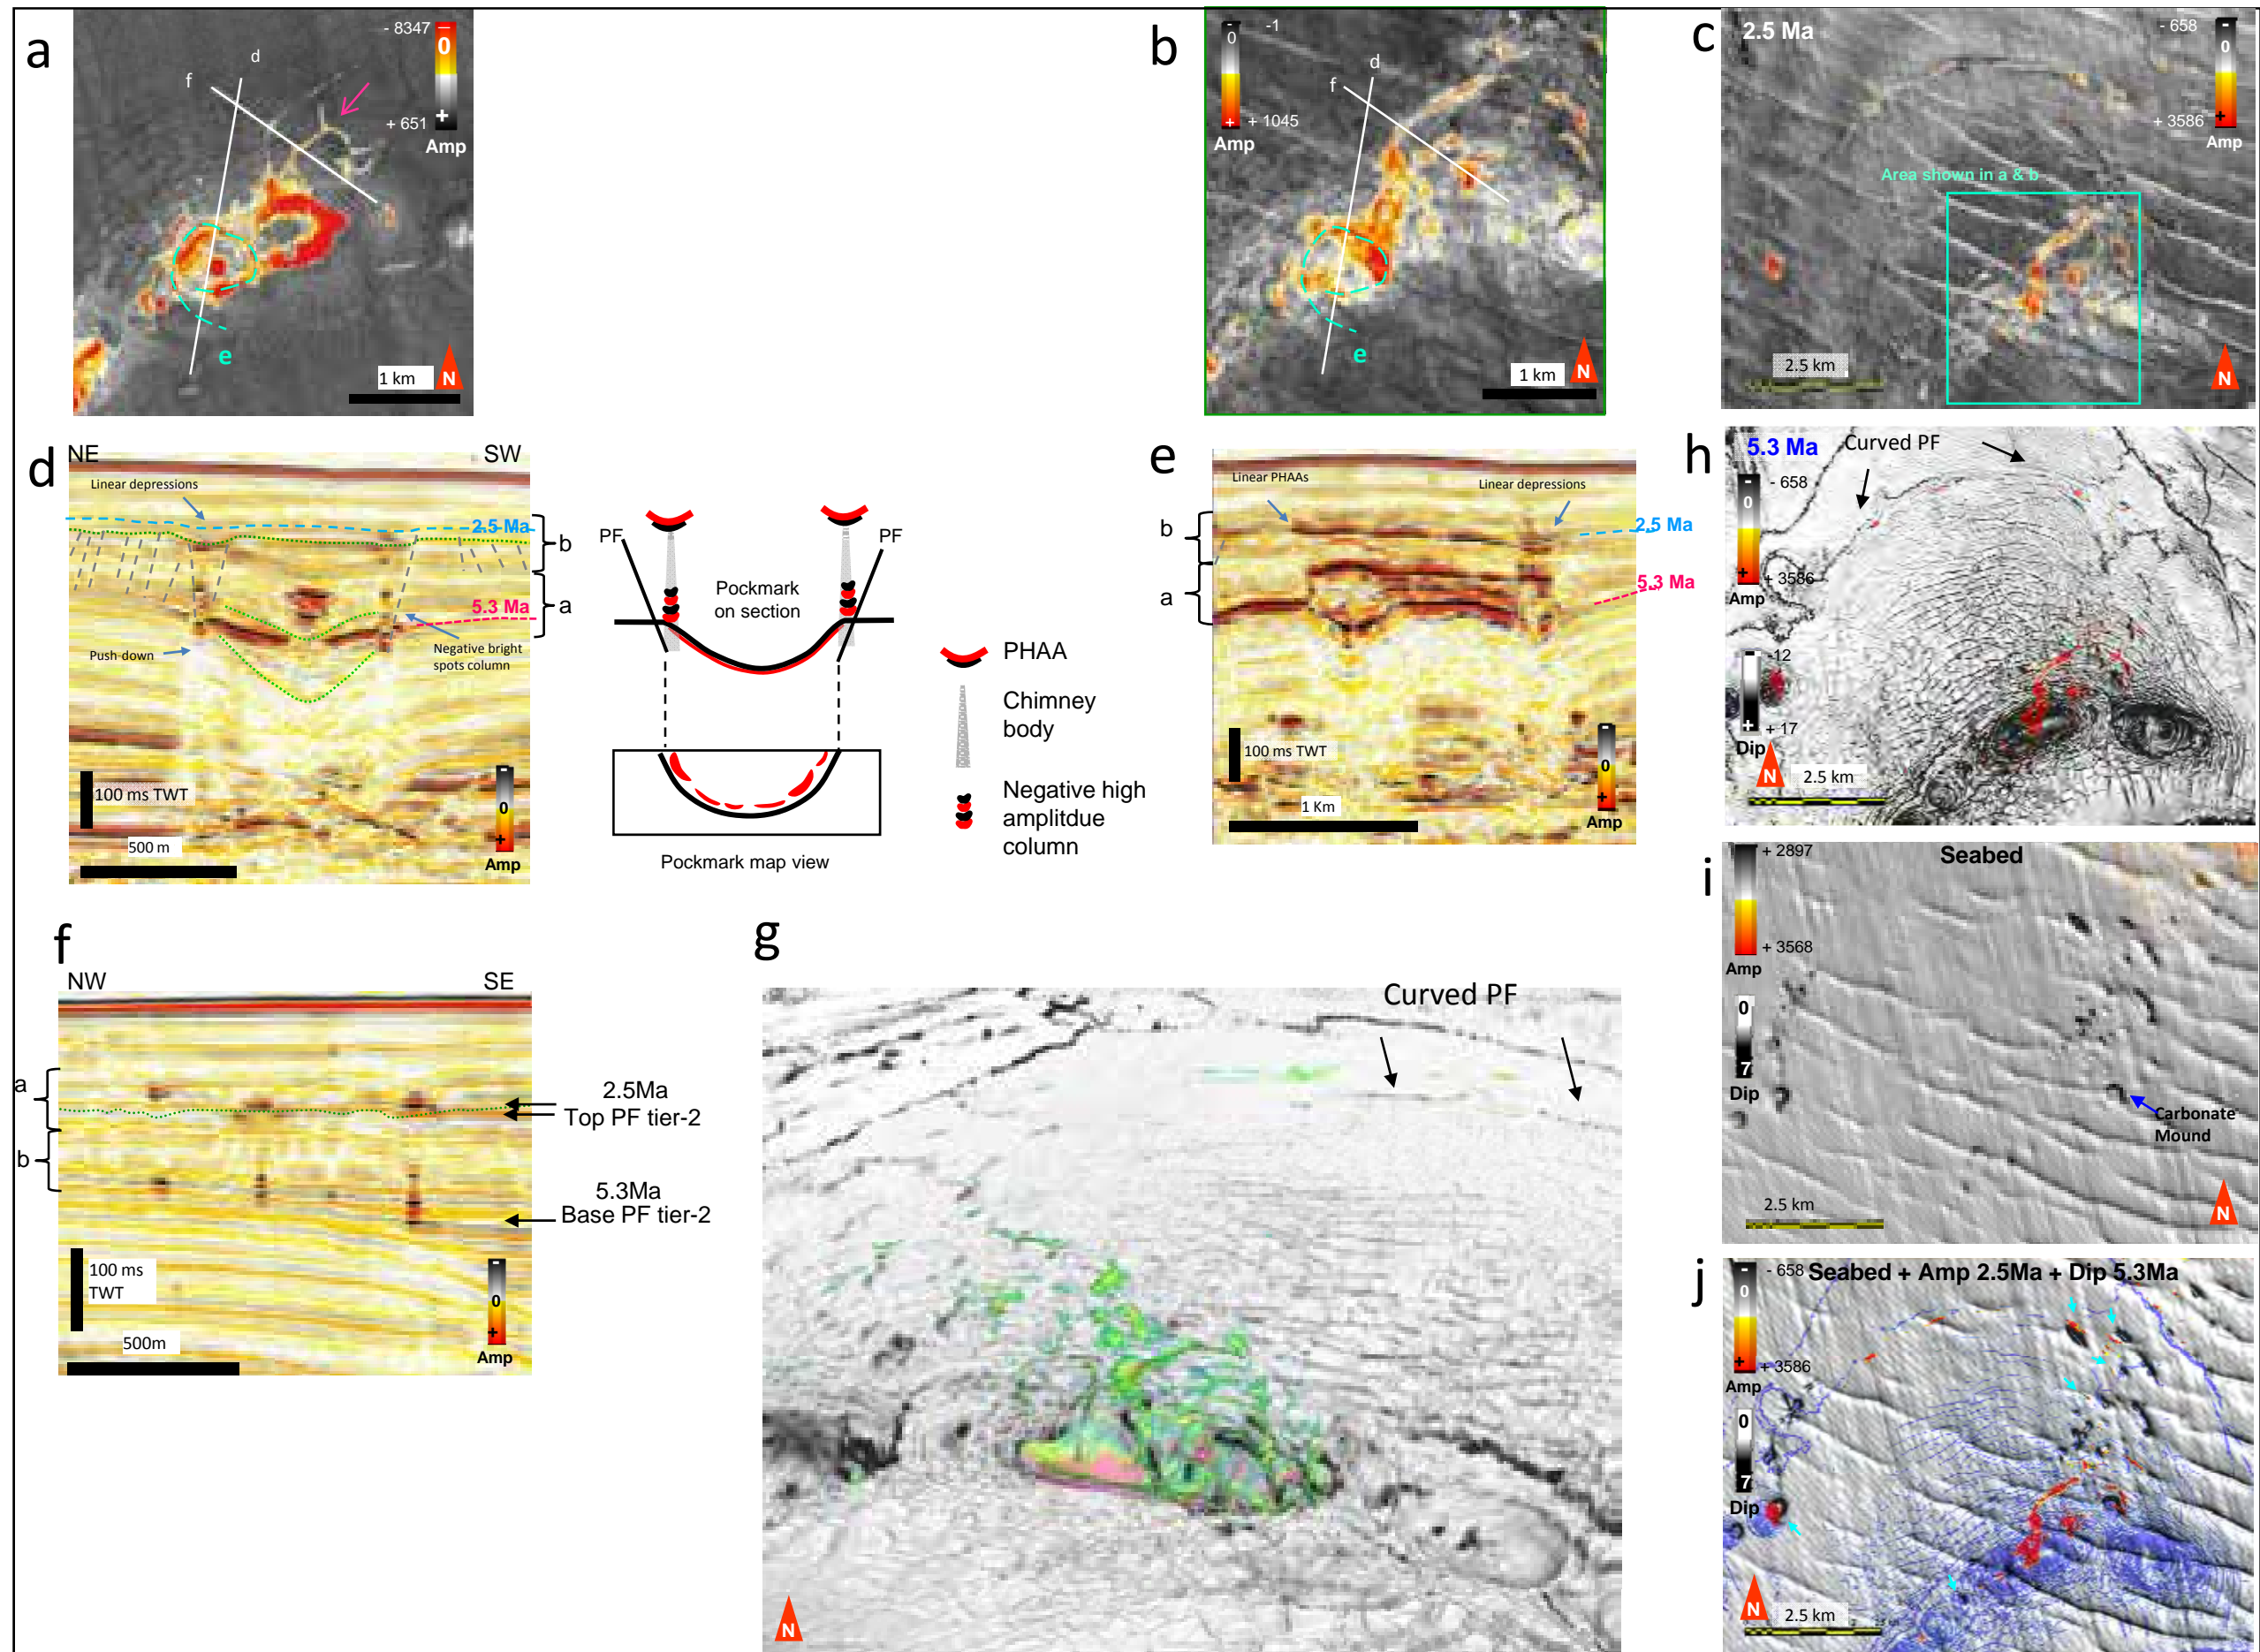 a
- 8347
0
+
+ 651
Amp
d
f
e
1 km
N
b
-
0
-1
+
+ 1045
Amp
d
f
e
1 km
N
c
2.5 Ma
- 658
-
0
+
+ 3586
Amp
Area shown in a & b
2.5 km
N
d
NE
SW
Linear depressions
2.5 Ma
b
a
5.3 Ma
Push-down
Negative bright
spots column
100 ms TWT
500 m
-
0
+
Amp
PF
PF
Pockmark
on section
Pockmark map view
PHAA
Chimney
body
Negative high
amplitdue
column
e
Linear PHAAs
Linear depressions
b
a
2.5 Ma
5.3 Ma
100 ms TWT
1 Km
-
0
+
Amp
h
5.3 Ma
Curved PF
-
- 658
0
+
+ 3586
Amp
-
-12
+
+ 17
Dip
N
2.5 km
i
Seabed
+ 2897
+ 3568
Amp
0
7
Dip
Carbonate
Mound
2.5 km
N
f
NW
SE
a
b
2.5Ma
Top PF tier-2
5.3Ma
Base PF tier-2
100 ms
TWT
500m
-
0
+
Amp
g
Curved PF
N
j
Seabed + Amp 2.5Ma + Dip 5.3Ma
-
- 658
0
+
+ 3586
Amp
0
7
Dip
N
2.5 km